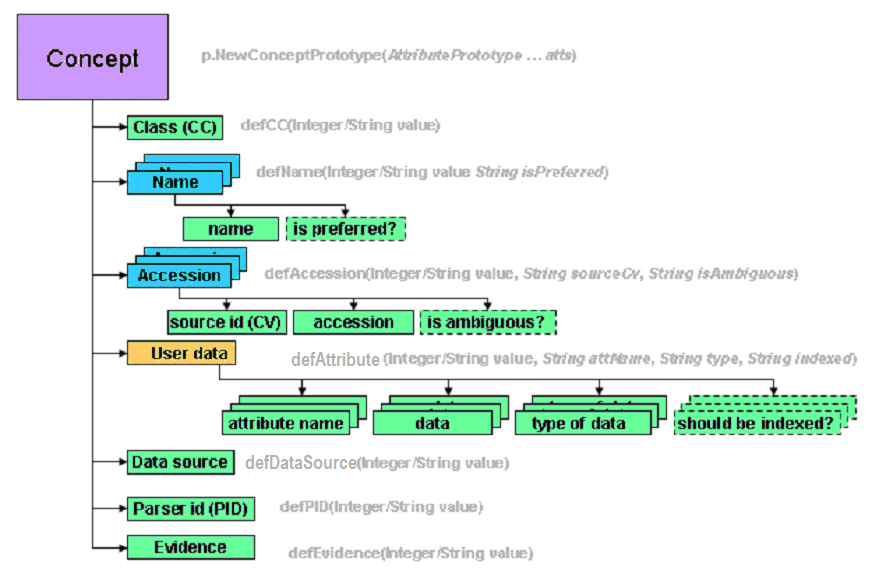 Concept
p.NewConceptPrototype(AttributePrototype ... atts)
Class (CC)
defCC(Integer/String value)
Name
defName(Integer/String value String isPreferred)
name
is preferred?
Accession
defAccession(Integer/String value, String sourceCv, String isAmbiguous)
source id (CV)
accession
is ambiguous?
User data
defAttribute (Integer/String value, String attName, String type, String indexed)
attribute name
data
type of data
should be indexed?
Data source
defDataSource(Integer/String value)
Parser id (PID)
defPID(Integer/String value)
Evidence
defEvidence(Integer/String value)